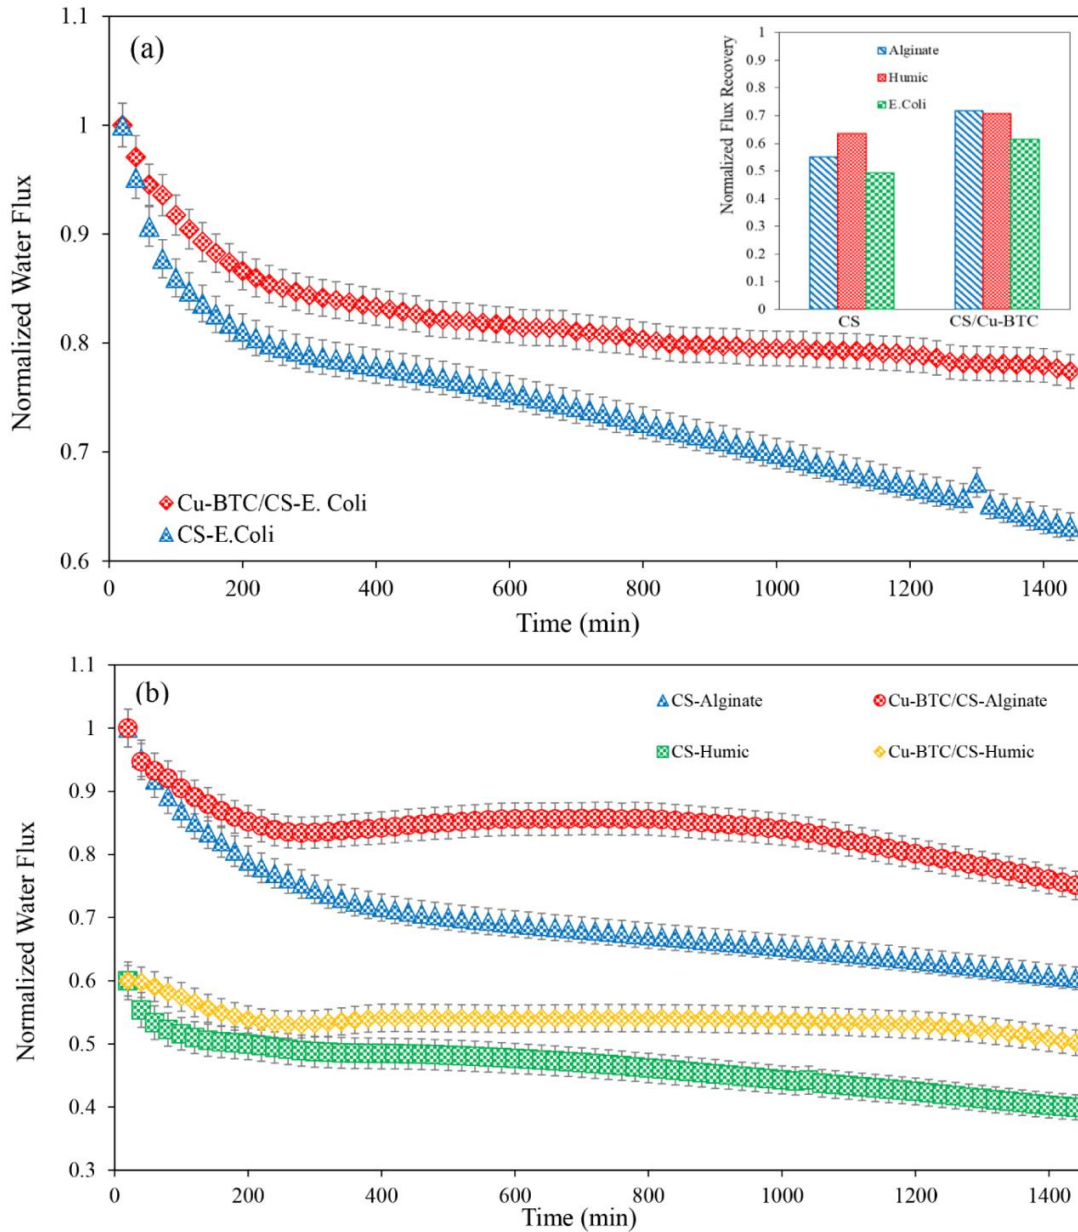 (a)
Normalized Water Flux
1.1
1
0.9
0.8
0.7
0.6
0
200
400
600
800
1000
1200
1400
Time (min)
Cu-BTC/CS-E. Coli
CS-E.Coli
Normalized Flux Recovery
1
0.9
0.8
0.7
0.6
0.5
0.4
0.3
0.2
0.1
0
Alginate
Humic
E.Coli
CS
CS/Cu-BTC
(b)
Normalized Water Flux
1.1
1
0.9
0.8
0.7
0.6
0.5
0.4
0.3
0
200
400
600
800
1000
1200
1400
Time (min)
CS-Alginate
Cu-BTC/CS-Alginate
CS-Humic
Cu-BTC/CS-Humic